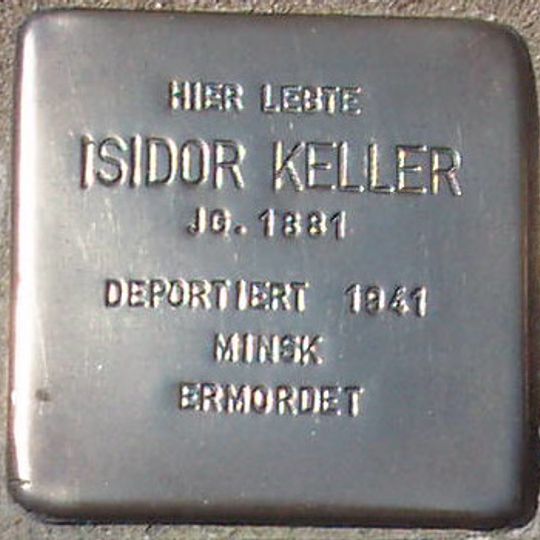 HIER LEBTE
ISIDOR KELLER
JG. 1881
DEPORTIERT 1941
MINSK
ERMORDET